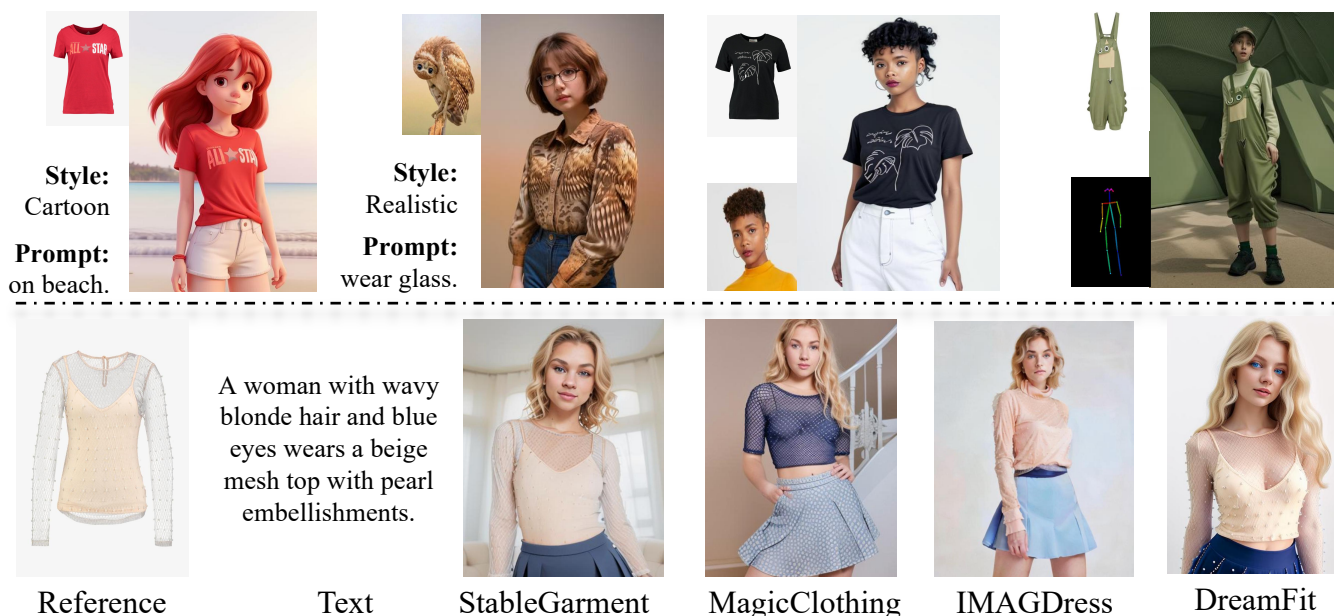 ALL STAR
ALL STAR
Style:
Cartoon
Prompt:
on beach.
Style:
Realistic
Prompt:
wear glass.
A woman with wavy
blonde hair and blue
eyes wears a beige
mesh top with pearl
embellishments.
Reference
Text
StableGarment
MagicClothing
IMAGDress
DreamFit